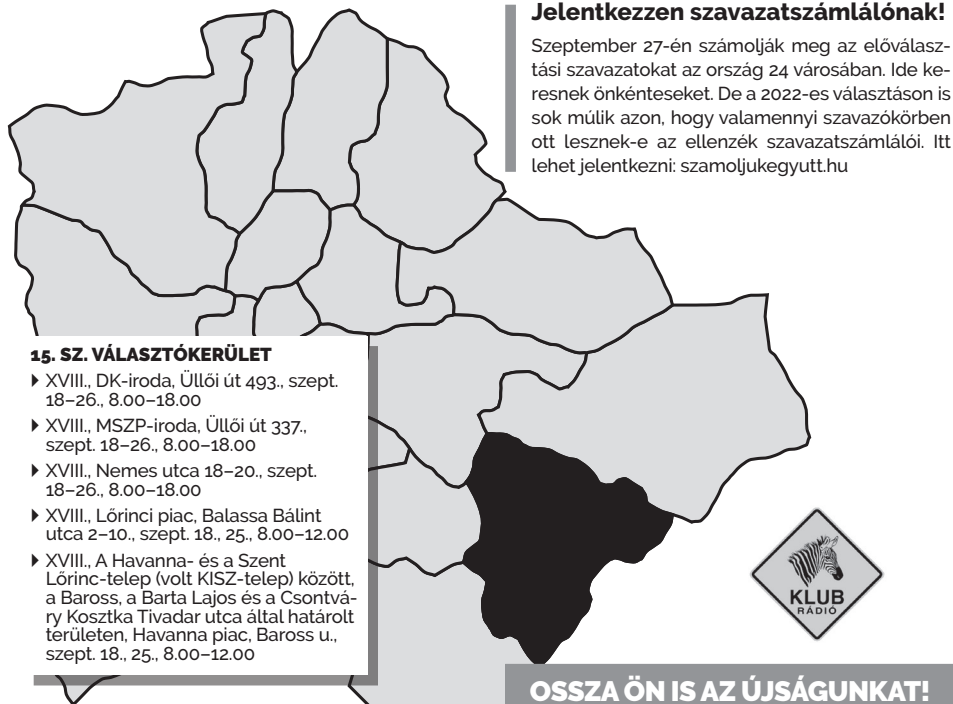 Jelentkezzen szavazatszámlálónak!
Szeptember 27-én számolják meg az előválasz-
tási szavazatokat az ország 24 városában. Ide ke-
resnek önkénteseket. De a 2022-es választáson is
sok múlik azon, hogy valamennyi szavazókörben
ott lesznek-e az ellenzék szavazatszámlálói. Itt
lehet jelentkezni: szamoljukegyutt.hu
15. SZ. VÁLASZTÓKERÜLET
XVIII., DK-iroda, Üllői út 493., szept.
18–26., 8.00–18.00
XVIII., MSZP-iroda, Üllői út 337.,
szept. 18–26., 8.00–18.00
XVIII., Nemes utca 18–20., szept.
18–26., 8.00–18.00
XVIII., Lőrinci piac, Balassa Bálint
utca 2–10., szept. 18., 25., 8.00–12.00
XVIII., A Havanna- és a Szent
Lőrinc-telep (volt KISZ-telep) között,
a Baross, a Barta Lajos és a Csontvá-
ry Kosztka Tivadar utca által határolt
területen, Havanna piac, Baross u.,
szept. 18., 25., 8.00–12.00
KLUB
RÁDIÓ
OSSZA ÖN IS AZ ÚJSÁGUNKAT!